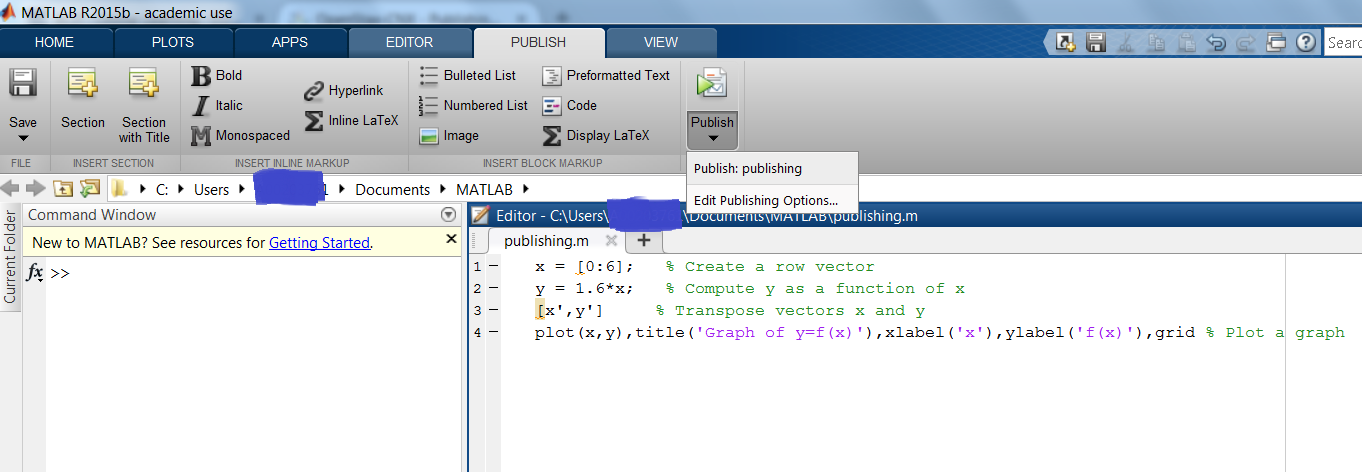 MATLAB R2015b - academic use
HOME PLOTS APPS EDITOR PUBLISH VIEW
Searc
Bold Bulleted List Preformatted Text
Hyperlink
Italic Numbered List Code
Save Section Section with Title Inline LaTeX Publish
Monospaced Image Display LaTeX
FILE INSERT SECTION INSERT INLINE MARKUP INSERT BLOCK MARKUP
Publish: publishing
Edit Publishing Options...
C: Users 1 Documents MATLAB
Current Folder
Command Window
New to MATLAB? See resources for Getting Started.
fx >>
Editor - C:\Users\ \Documents\MATLAB\publishing.m
publishing.m
1 x = [0:6]; % Create a row vector
2 y = 1.6*x; % Compute y as a function of x
3 [x',y'] % Transpose vectors x and y
4 plot(x,y),title('Graph of y=f(x)'),xlabel('x'),ylabel('f(x)'),grid % Plot a graph